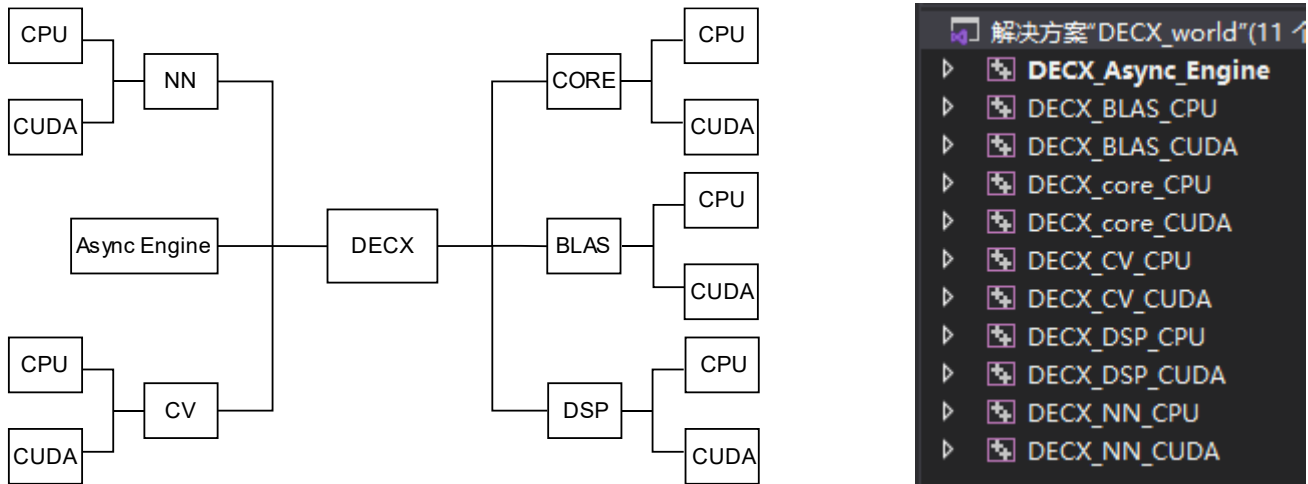 CPU
NN
CUDA
Async Engine
CPU
CV
CUDA
DECX
CORE
CPU
CUDA
BLAS
CPU
CUDA
DSP
CPU
CUDA
解决方案“DECX_world”(11 个
DECX_Async_Engine
DECX_BLAS_CPU
DECX_BLAS_CUDA
DECX_core_CPU
DECX_core_CUDA
DECX_CV_CPU
DECX_CV_CUDA
DECX_DSP_CPU
DECX_DSP_CUDA
DECX_NN_CPU
DECX_NN_CUDA